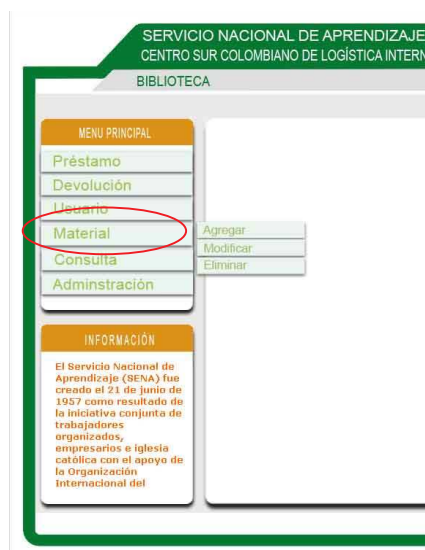 SERVICIO NACIONAL DE APRENDIZAJE
CENTRO SUR COLOMBIANO DE LOGÍSTICA INTERN
BIBLIOTECA
MENU PRINCIPAL
Préstamo
Devolución
Usuario
Material
Consulta
Adminstración
Agregar
Modificar
Eliminar
INFORMACIÓN
El Servicio Nacional de
Aprendizaje (SENA) fue
creado el 21 de junio de
1957 como resultado de
la iniciativa conjunta de
trabajadores
organizados,
empresarios e iglesia
católica con el apoyo de
la Organización
Internacional del